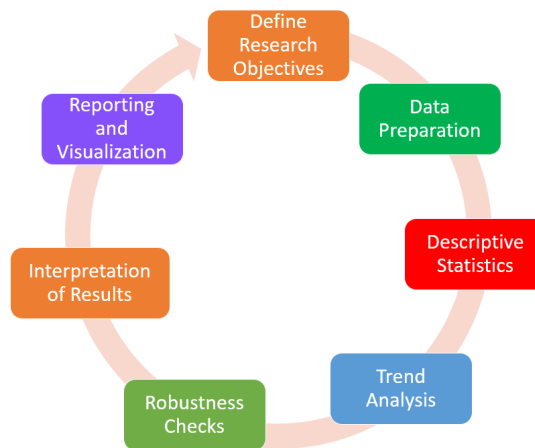 Define
Research
Objectives
Data
Preparation
Descriptive
Statistics
Trend
Analysis
Robustness
Checks
Interpretation
of Results
Reporting
and
Visualization